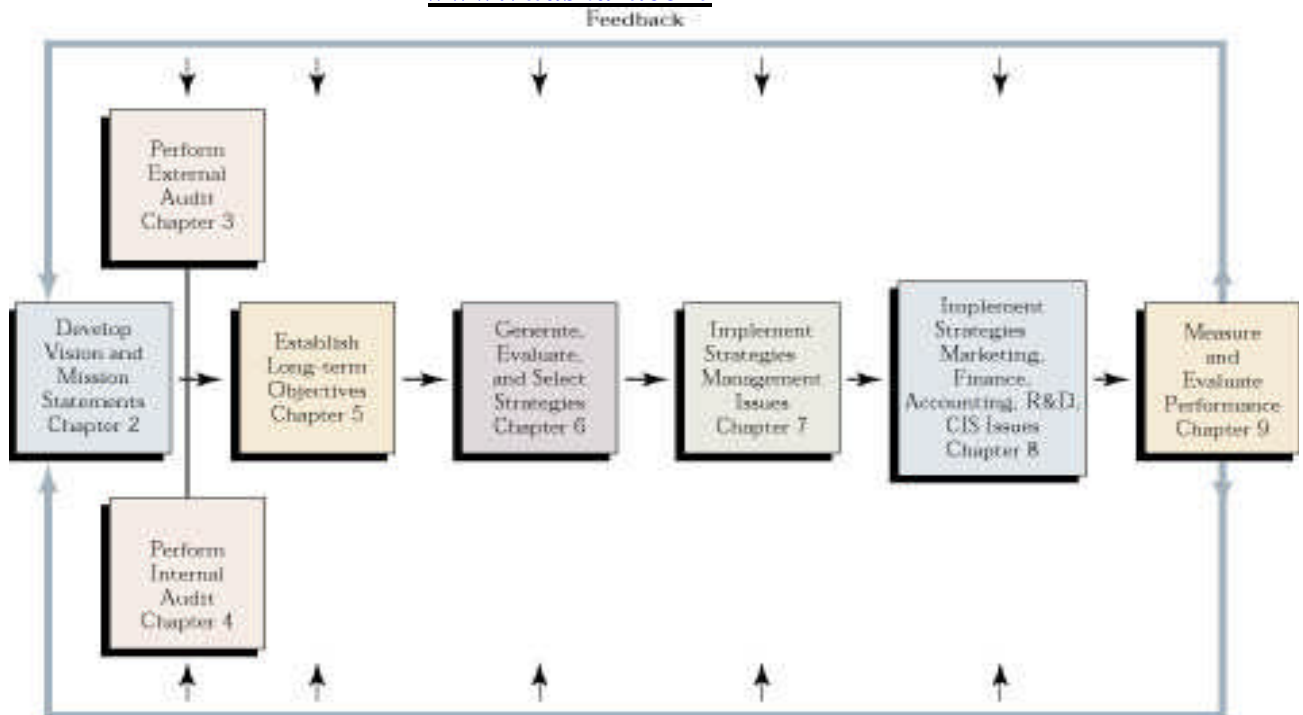 Feedback
Perform
External
Audit
Chapter 3
Develop
Vision and
Mission
Statements
Chapter 2
Establish
Long-term
Objectives
Chapter 5
Generate,
Evaluate,
and Select
Strategies
Chapter 6
Implement
Strategies
Management
Issues
Chapter 7
Implement
Strategies
Marketing,
Finance,
Accounting, R&D,
CIS Issues
Chapter 8
Measure
and
Evaluate
Performance
Chapter 9
Perform
Internal
Audit
Chapter 4